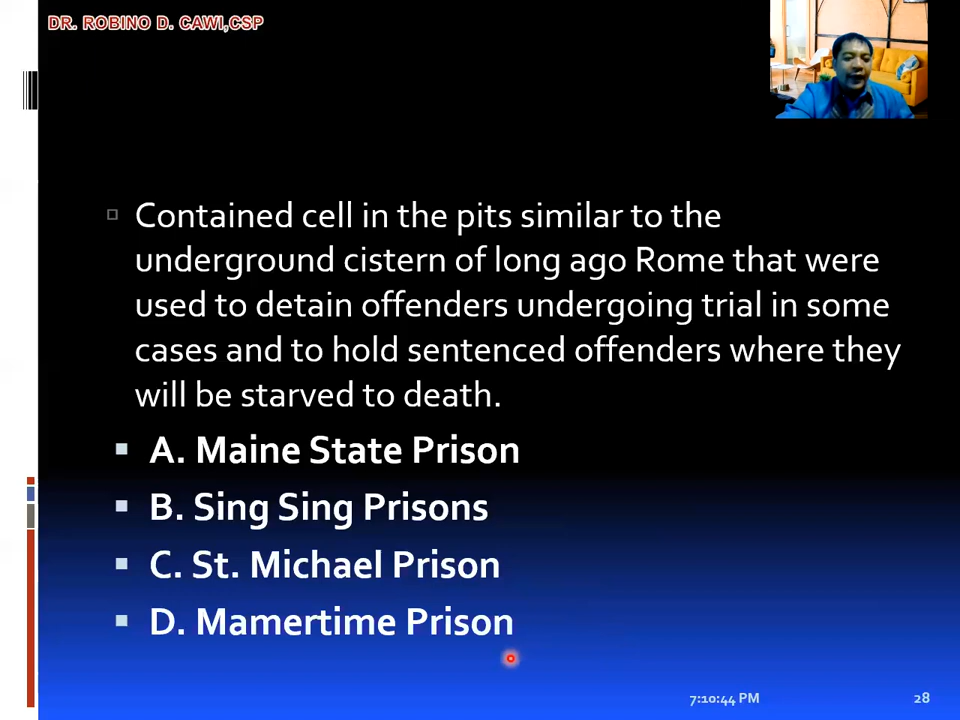 DR. ROBINO D. CAWI,CSP
Contained cell in the pits similar to the
underground cistern of long ago Rome that were
used to detain offenders undergoing trial in some
cases and to hold sentenced offenders where they
will be starved to death.
A. Maine State Prison
B. Sing Sing Prisons
C. St. Michael Prison
D. Mamertime Prison
7:10:44 PM
28